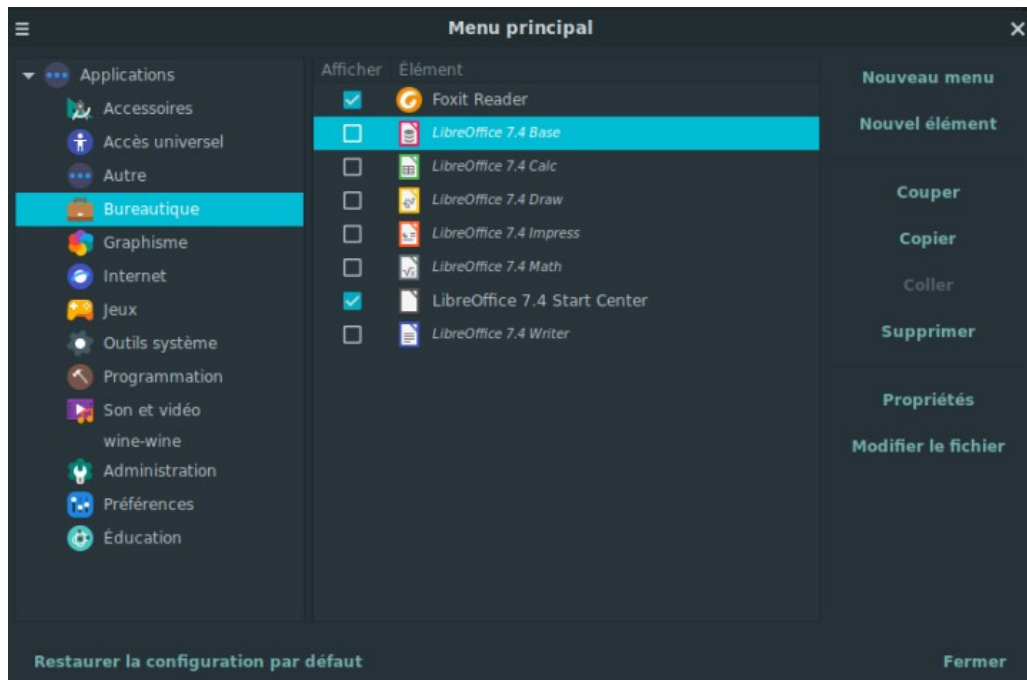 Menu principal
Applications
Accessoires
Accès universel
Autre
Bureautique
Graphisme
Internet
Jeux
Outils système
Programmation
Son et vidéo
wine-wine
Administration
Préférences
Éducation
Afficher Élément
Foxit Reader
LibreOffice 7.4 Base
LibreOffice 7.4 Calc
LibreOffice 7.4 Draw
LibreOffice 7.4 Impress
LibreOffice 7.4 Math
LibreOffice 7.4 Start Center
LibreOffice 7.4 Writer
Nouveau menu
Nouvel élément
Couper
Copier
Coller
Supprimer
Propriétés
Modifier le fichier
Restaurer la configuration par défaut
Fermer